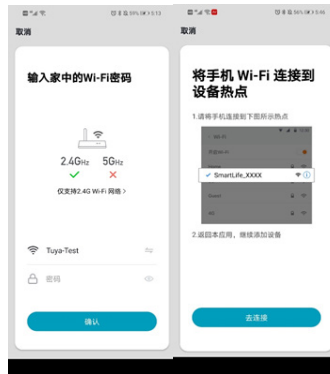 取消
输入家中的Wi-Fi密码
2.4GHz 5GHz
仅支持2.4G Wi-Fi 网络 >
Tuya-Test
密码
确认
取消
将手机 Wi-Fi 连接到
设备热点
1.请将手机连接到下图所示热点
SmartLife_XXXX
2.返回本应用，继续添加设备
去连接